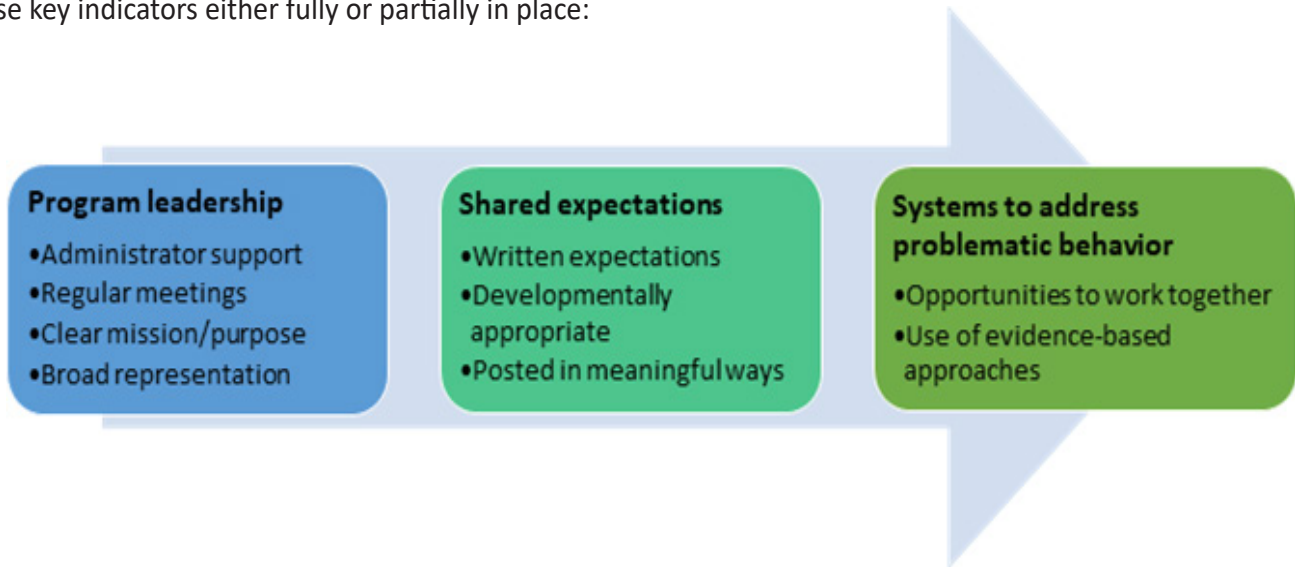 se key indicators either fully or partially in place:
Program leadership
•Administrator support
•Regular meetings
•Clear mission/purpose
•Broad representation
Shared expectations
•Written expectations
•Developmentally
appropriate
•Posted in meaningful ways
Systems to address
problematic behavior
•Opportunities to work together
•Use of evidence-based
approaches